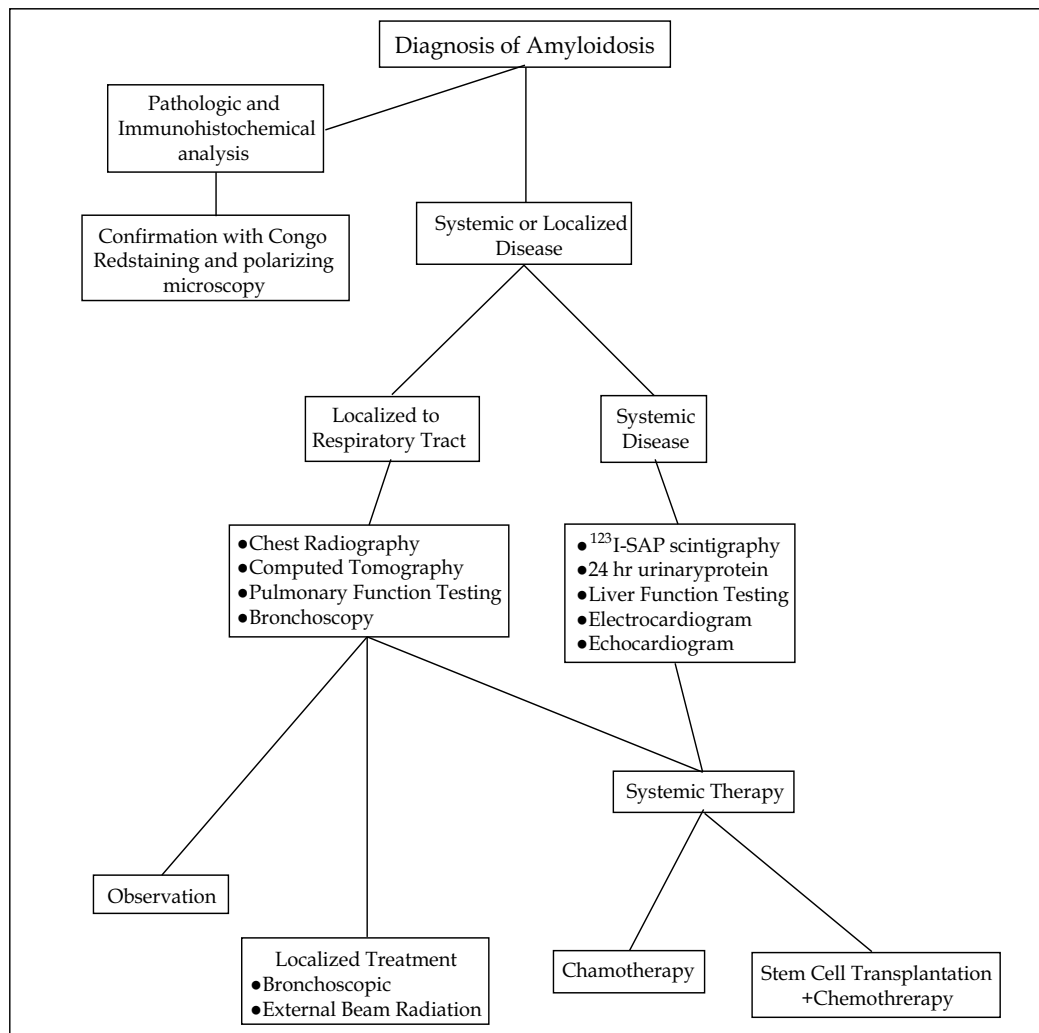 Diagnosis of Amyloidosis
Pathologic and
Immunohistochemical
analysis
Confirmation with Congo
Redstaining and polarizing
microscopy
Systemic or Localized
Disease
Localized to
Respiratory Tract
Systemic
Disease
●Chest Radiography
●Computed Tomography
●Pulmonary Function Testing
●Bronchoscopy
●¹²³I-SAP scintigraphy
●24 hr urinaryprotein
●Liver Function Testing
●Electrocardiogram
●Echocardiogram
Systemic Therapy
Observation
Localized Treatment
●Bronchoscopic
●External Beam Radiation
Chamotherapy
Stem Cell Transplantation
+Chemothrerapy